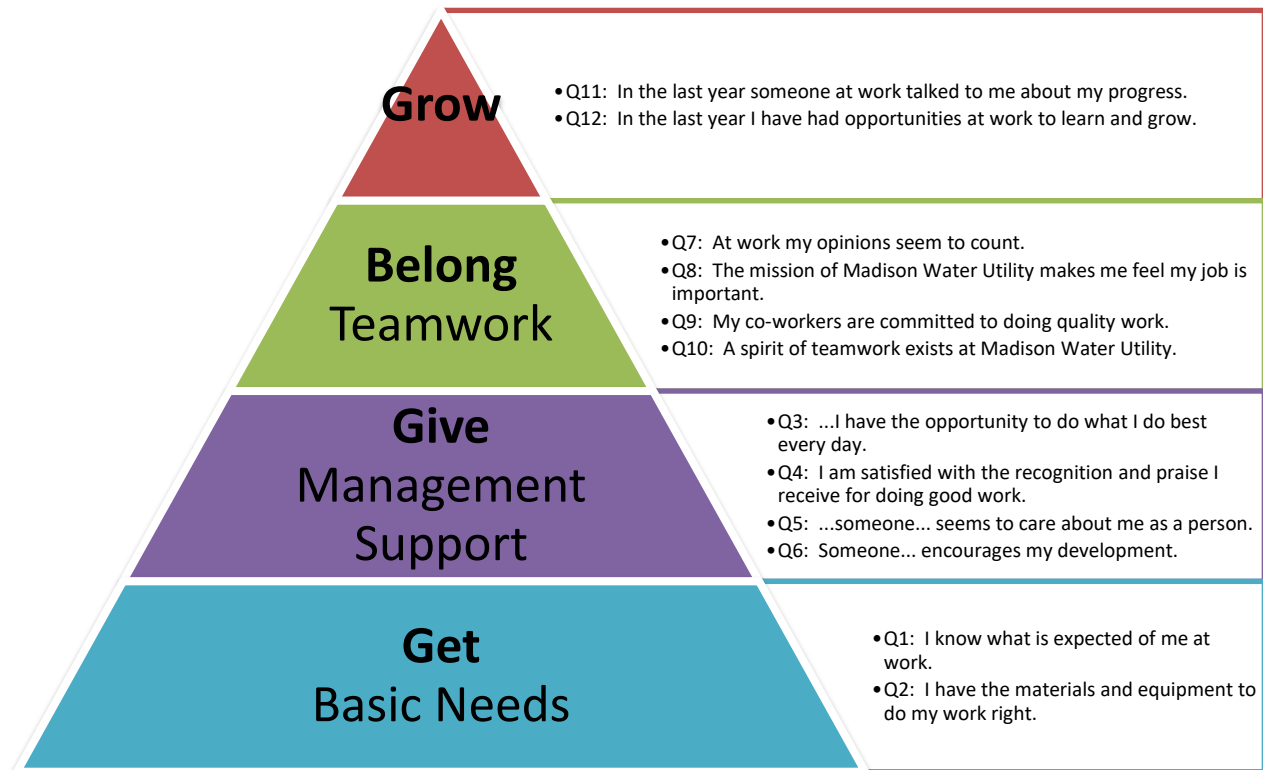 Grow
•Q11:  In the last year someone at work talked to me about my progress.
•Q12:  In the last year I have had opportunities at work to learn and grow.
Belong
Teamwork
•Q7:  At work my opinions seem to count.
•Q8:  The mission of Madison Water Utility makes me feel my job is
important.
•Q9:  My co-workers are committed to doing quality work.
•Q10:  A spirit of teamwork exists at Madison Water Utility.
Give
Management
Support
•Q3:  ...I have the opportunity to do what I do best
every day.
•Q4:  I am satisfied with the recognition and praise I
receive for doing good work.
•Q5:  ...someone... seems to care about me as a person.
•Q6:  Someone... encourages my development.
Get
Basic Needs
•Q1:  I know what is expected of me at
work.
•Q2:  I have the materials and equipment to
do my work right.